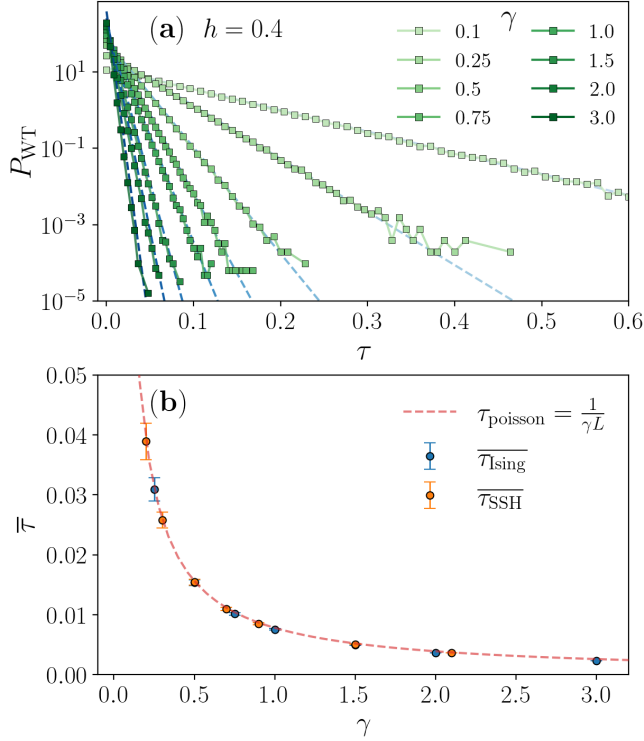 (a) h = 0.4
γ
0.1 1.0
0.25 1.5
0.5 2.0
0.75 3.0
P_WT
10^1
10^−1
10^−3
10^−5
0.0 0.1 0.2 0.3 0.4 0.5 0.6
τ
(b)
τ_poisson = 1/γL
\overline{τ_Ising}
\overline{τ_SSH}
\overline{τ}
0.05
0.04
0.03
0.02
0.01
0.00
0.0 0.5 1.0 1.5 2.0 2.5 3.0
γ